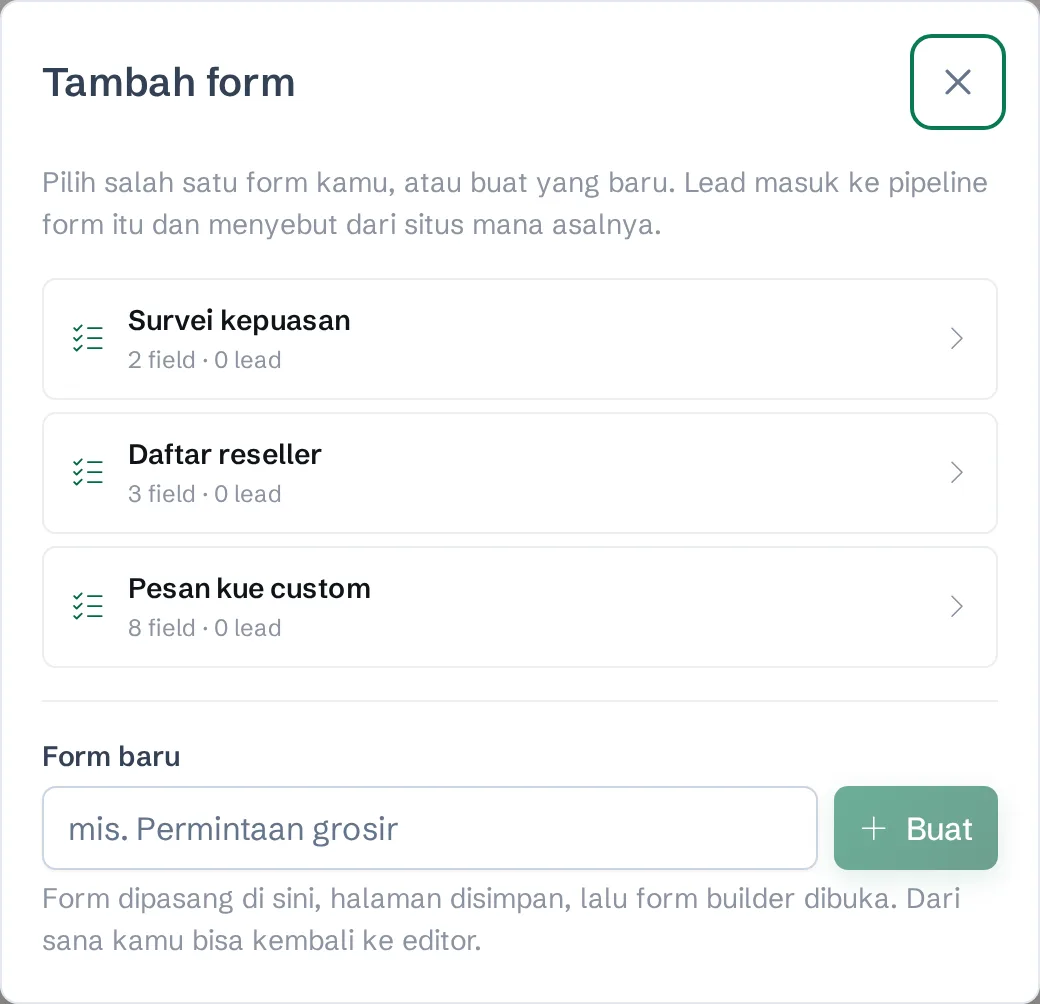 Tambah form
Pilih salah satu form kamu, atau buat yang baru. Lead masuk ke pipeline
form itu dan menyebut dari situs mana asalnya.
Survei kepuasan
2 field · 0 lead
Daftar reseller
3 field · 0 lead
Pesan kue custom
8 field · 0 lead
Form baru
mis. Permintaan grosir
Buat
Form dipasang di sini, halaman disimpan, lalu form builder dibuka. Dari
sana kamu bisa kembali ke editor.